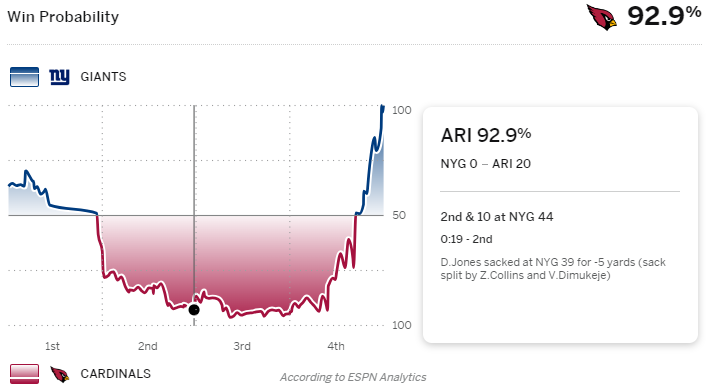 Win Probability
92.9%
ny GIANTS
100
50
100
1st 2nd 3rd 4th
CARDINALS
According to ESPN Analytics
ARI 92.9%
NYG 0 – ARI 20
2nd & 10 at NYG 44
0:19 - 2nd
D.Jones sacked at NYG 39 for -5 yards (sack
split by Z.Collins and V.Dimukeje)